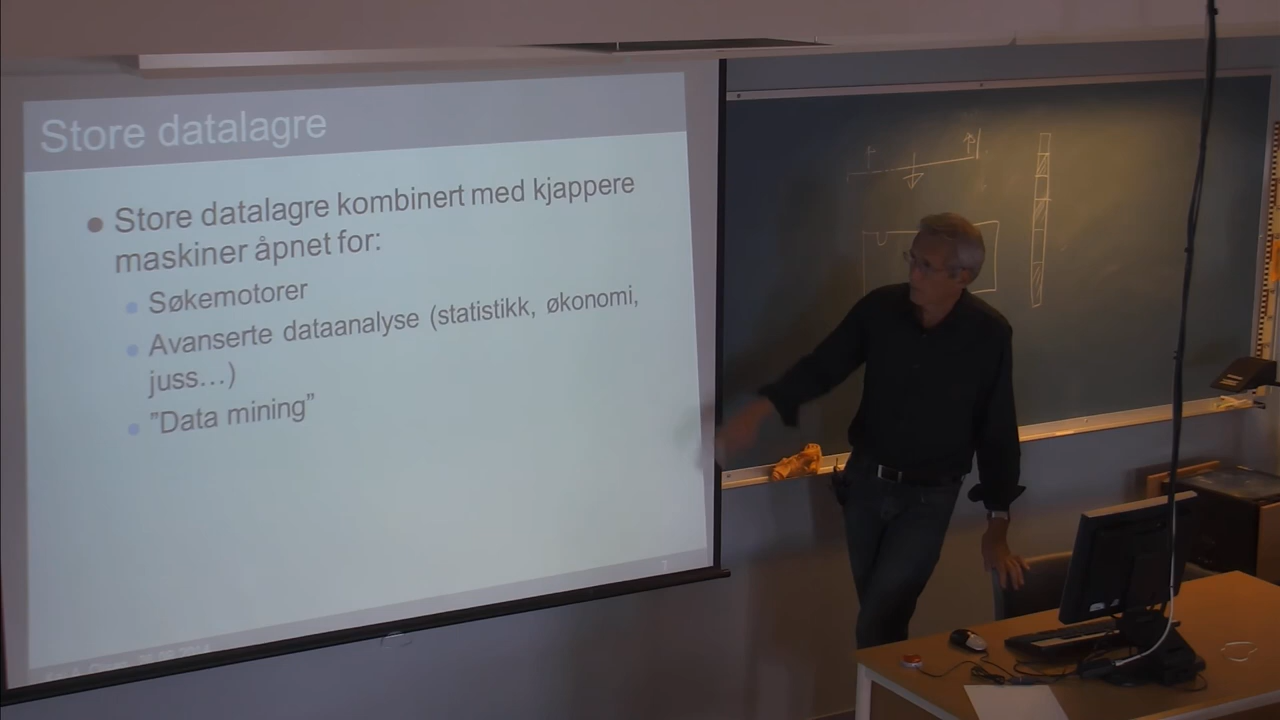 Store datalagre
Store datalagre kombinert med kjappere
maskiner åpnet for:
Søkemotorer
Avanserte dataanalyse (statistikk, økonomi,
juss...)
"Data mining"